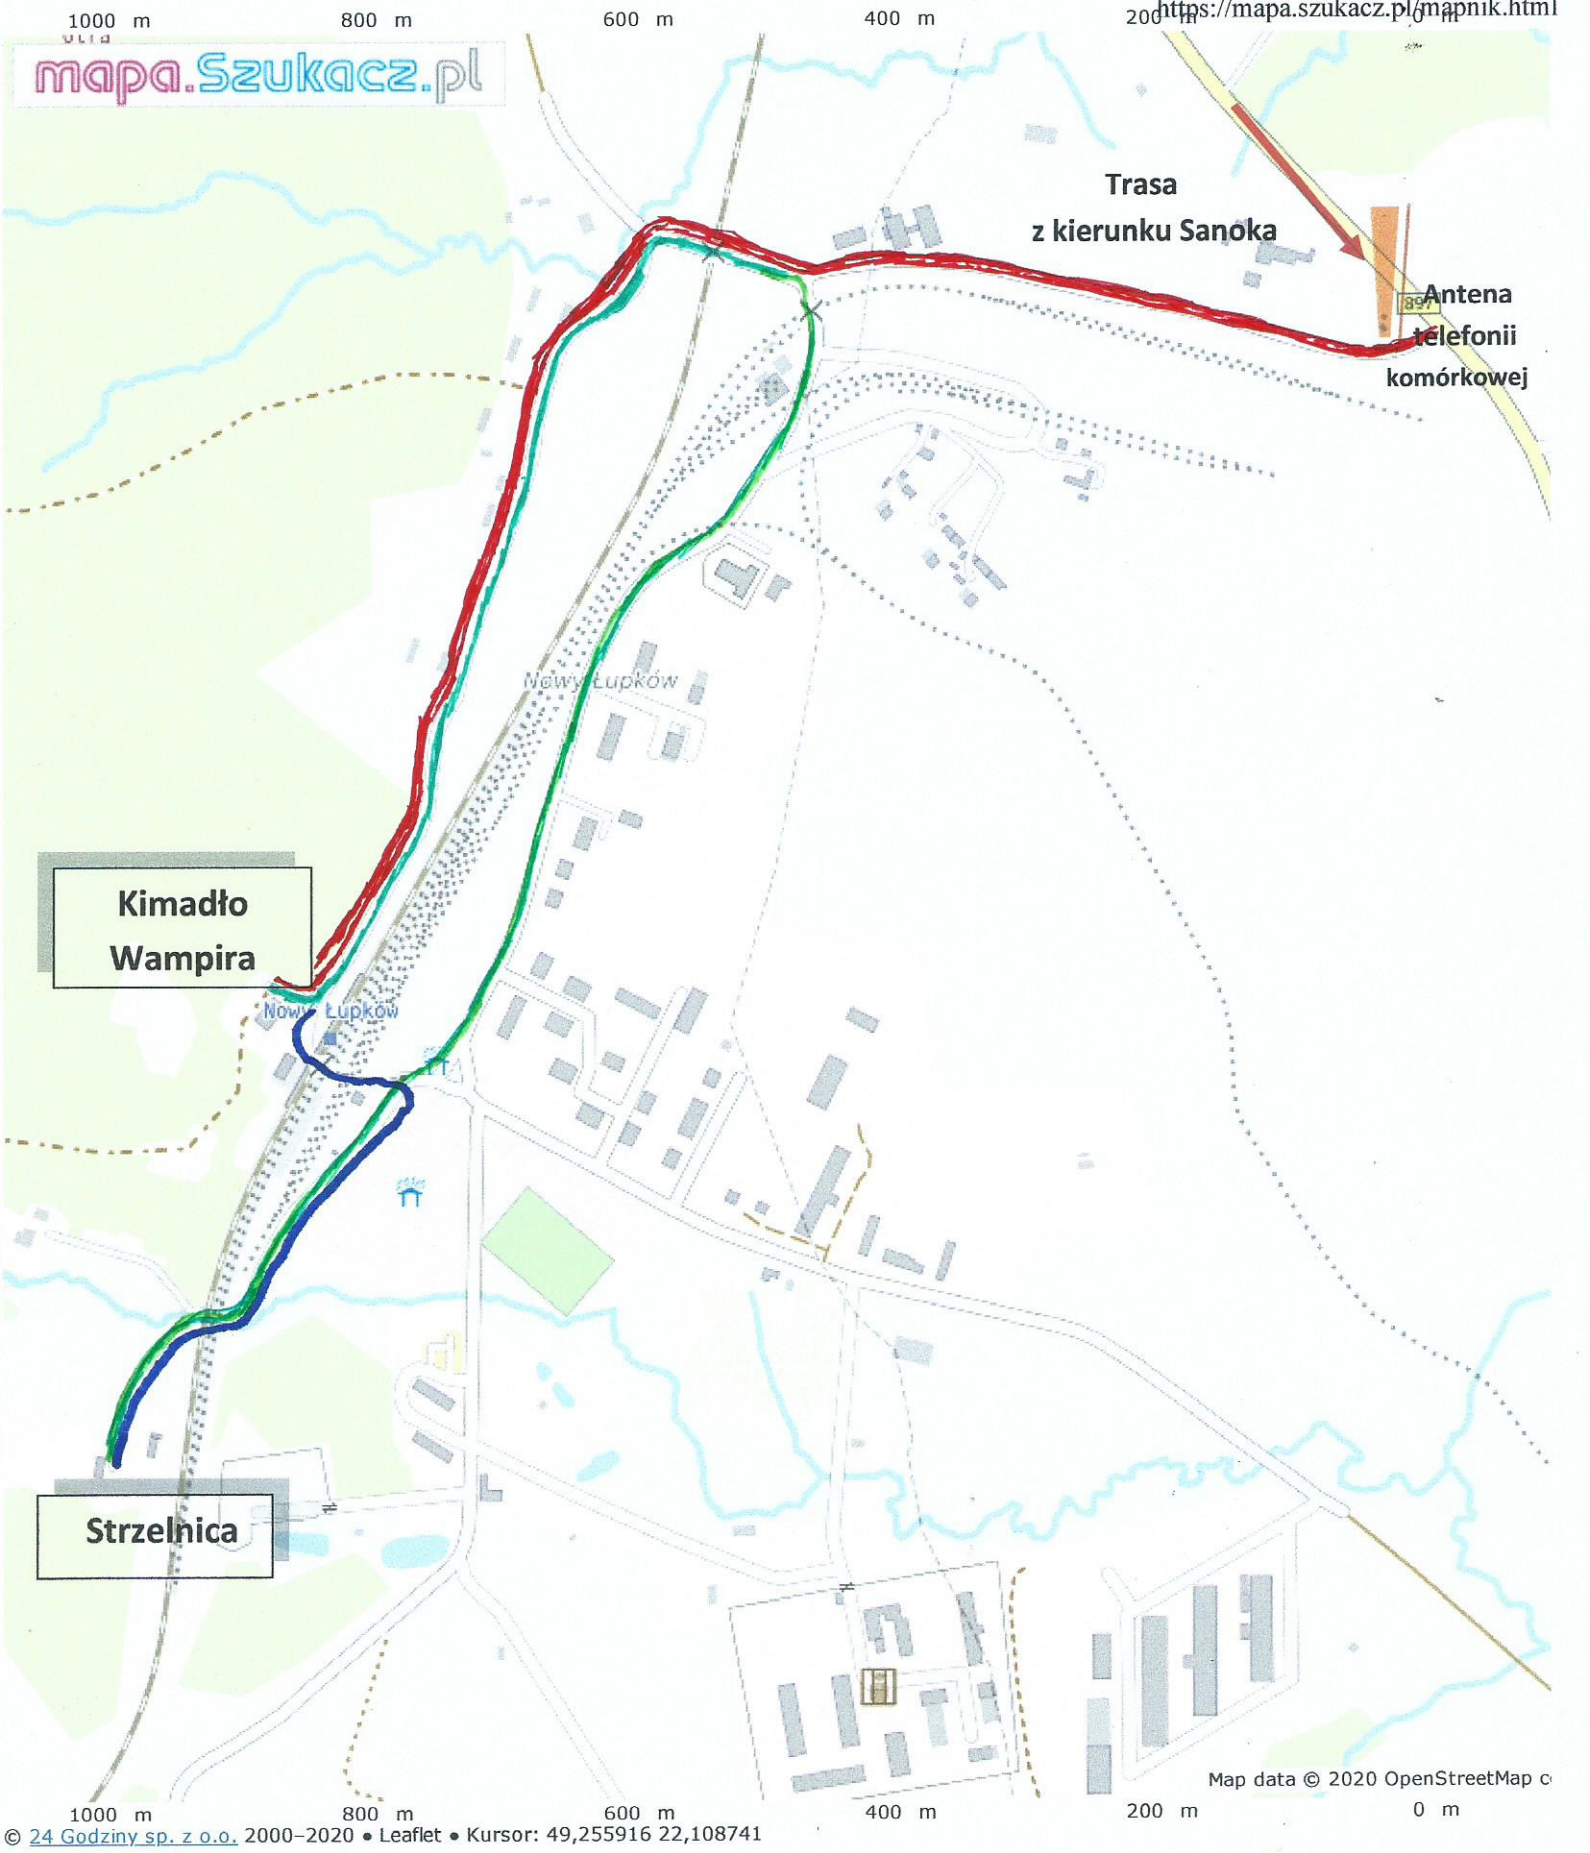 https://mapa.szukacz.pl/mapnik.html
1000 m 800 m 600 m 400 m 200 m 0 m
mapa.Szukacz.pl
Trasa
z kierunku Sanoka
897
Antena
telefonii
komórkowej
Nowy Łupków
Kimadło
Wampira
Nowy Łupków
Strzelnica
Map data © 2020 OpenStreetMap co
1000 m 800 m 600 m 400 m 200 m 0 m
© 24 Godziny sp. z o.o. 2000–2020 • Leaflet • Kursor: 49,255916 22,108741